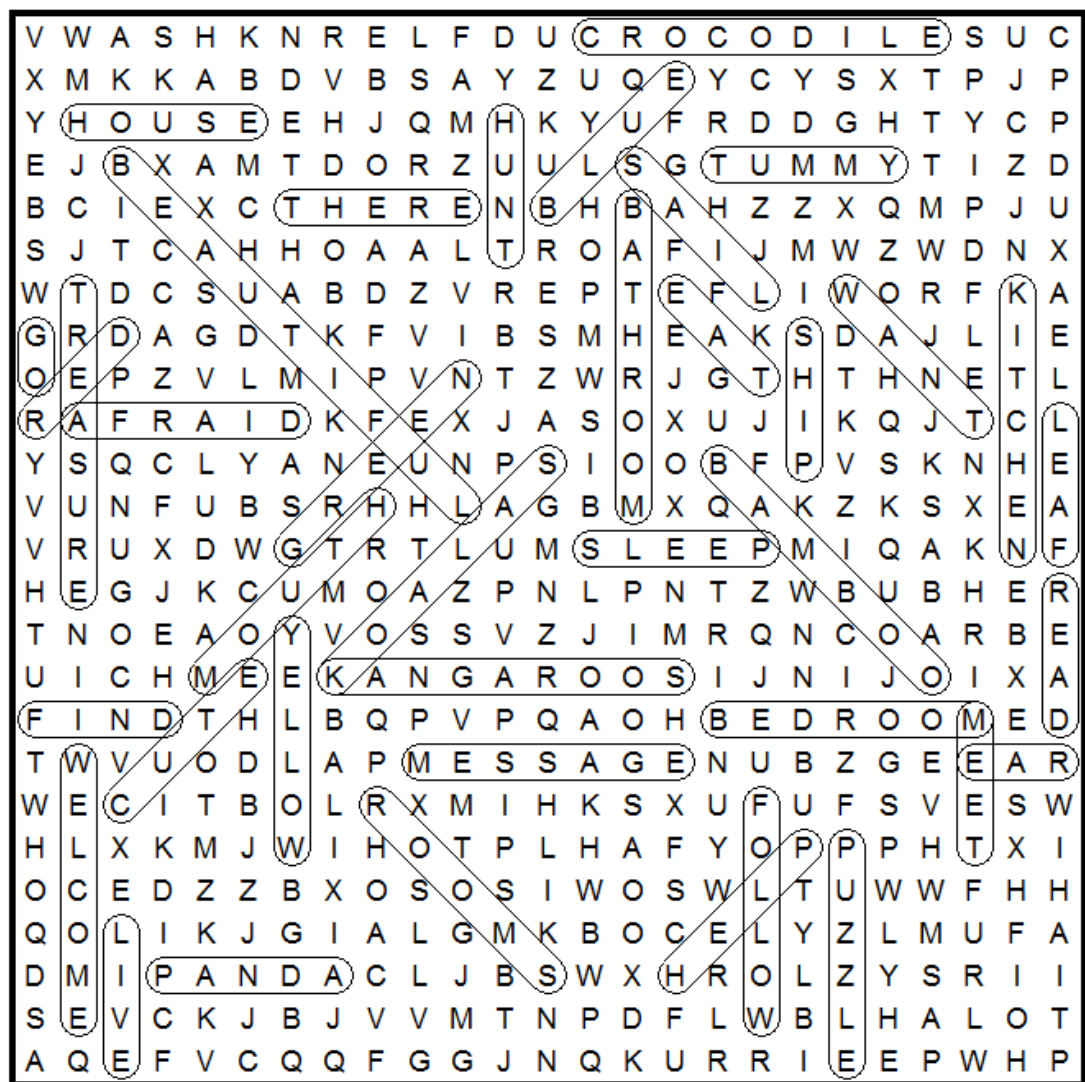 V W A S H K N R E L F D U C R O C O D I L E S U C
X M K K A B D V B S A Y Z U Q E Y C Y S X T P J P
Y H O U S E E H J Q M H K Y U F R D D G H T Y C P
E J B X A M T D O R Z U U L S G T U M M Y T I Z D
B C I E X C T H E R E N B H B A H Z Z X Q M P J U
S J T C A H H O A A L T R O A F I J M W Z W D N X
W T D C S U A B D Z V R E P T E F L I W O R F K A
G R D A G D T K F V I B S M H E A K S D A J L I E
O E P Z V L M I P V N T Z W R J G T H T H N E T L
R A F R A I D K F E X J A S O X U J I K Q J T C L
Y S Q C L Y A N E U N P S I O O B F P V S K N H E
V U N F U B S R H H L A G B M X Q A K Z K S X E A
V R U X D W G T R T L U M S L E E P M I Q A K N F
H E G J K C U M O A Z P N L P N T Z W B U B H E R
T N O E A O Y V O S S V Z J I M R Q N C O A R B E
U I C H M E E K A N G A R O O S I J N I J O I X A
F I N D T H L B Q P V P Q A O H B E D R O O M E D
T W V U O D L A P M E S S A G E N U B Z G E E A R
W E C I T B O L R X M I H K S X U F U F S V E S W
H L X K M J W I H O T P L H A F Y O P P P H T X I
O C E D Z Z B X O S O S I W O S W L T U W W F H H
Q O L I K J G I A L G M K B O C E L Y Z L M U F A
D M I P A N D A C L J B S W X H R O L Z Y S R I I
S E V C K J B J V V M T N P D F L W B L H A L O T
A Q E F V C Q Q F G G J N Q K U R R I E E P W H P